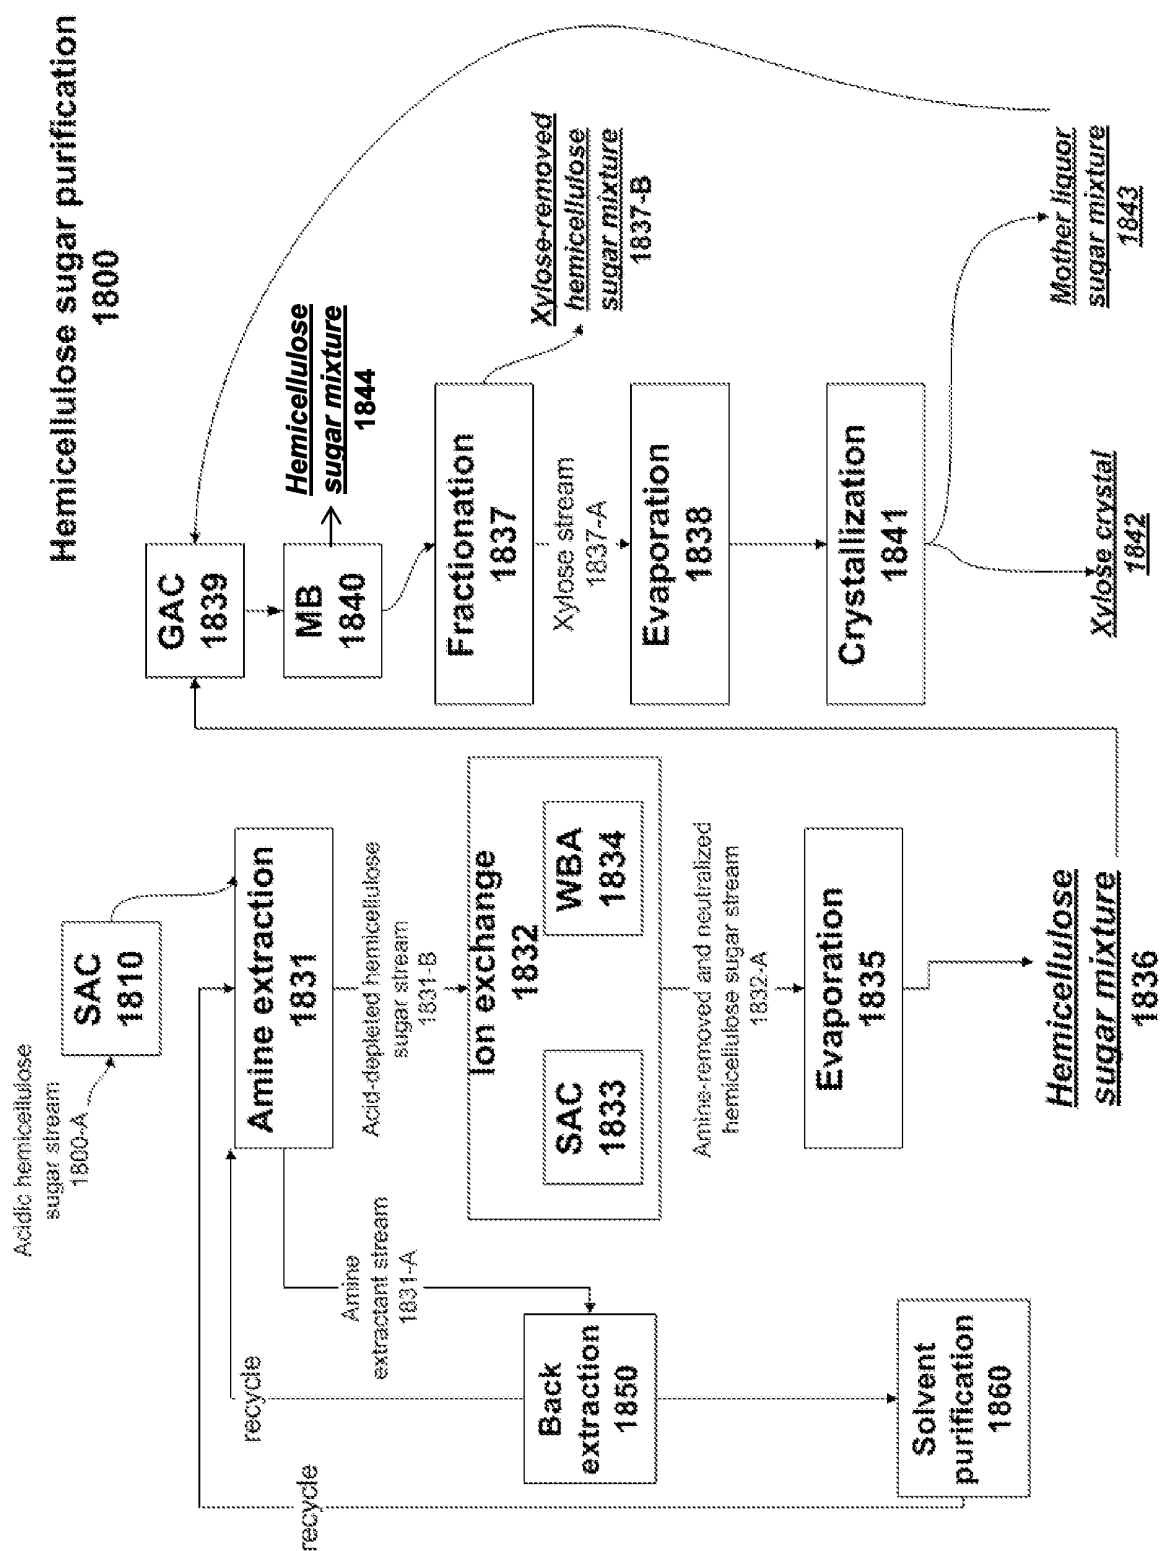 Hemicellulose sugar purification
1800
Acidic hemicellulose
sugar stream
1800-A
SAC
1810
recycle
recycle
Amine extraction
1831
Amine
extractant stream
1831-A
Acid-depleted hemicellulose
sugar stream
1831-B
Back
extraction
1850
Solvent
purification
1860
Ion exchange
1832
SAC
1833
WBA
1834
Amine-removed and neutralized
hemicellulose sugar stream
1832-A
Evaporation
1835
Hemicellulose
sugar mixture
1836
GAC
1839
MB
1840
Hemicellulose
sugar mixture
1844
Fractionation
1837
Xylose-removed
hemicellulose
sugar mixture
1837-B
Xylose stream
1837-A
Evaporation
1838
Crystallization
1841
Xylose crystal
1842
Mother liquor
sugar mixture
1843